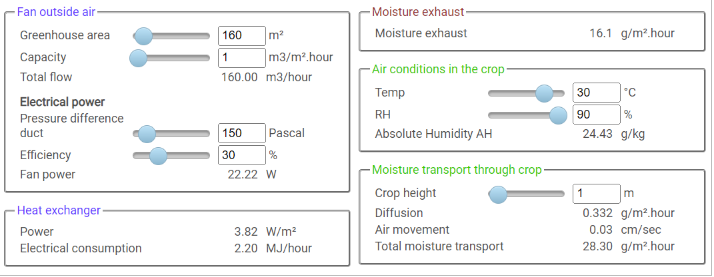 Fan outside air
Greenhouse area 160 m²
Capacity 1 m3/m².hour
Total flow 160.00 m3/hour
Electrical power
Pressure difference
duct 150 Pascal
Efficiency 30 %
Fan power 22.22 W
Heat exchanger
Power 3.82 W/m²
Electrical consumption 2.20 MJ/hour
Moisture exhaust
Moisture exhaust 16.1 g/m².hour
Air conditions in the crop
Temp 30 °C
RH 90 %
Absolute Humidity AH 24.43 g/kg
Moisture transport through crop
Crop height 1 m
Diffusion 0.332 g/m².hour
Air movement 0.03 cm/sec
Total moisture transport 28.30 g/m².hour